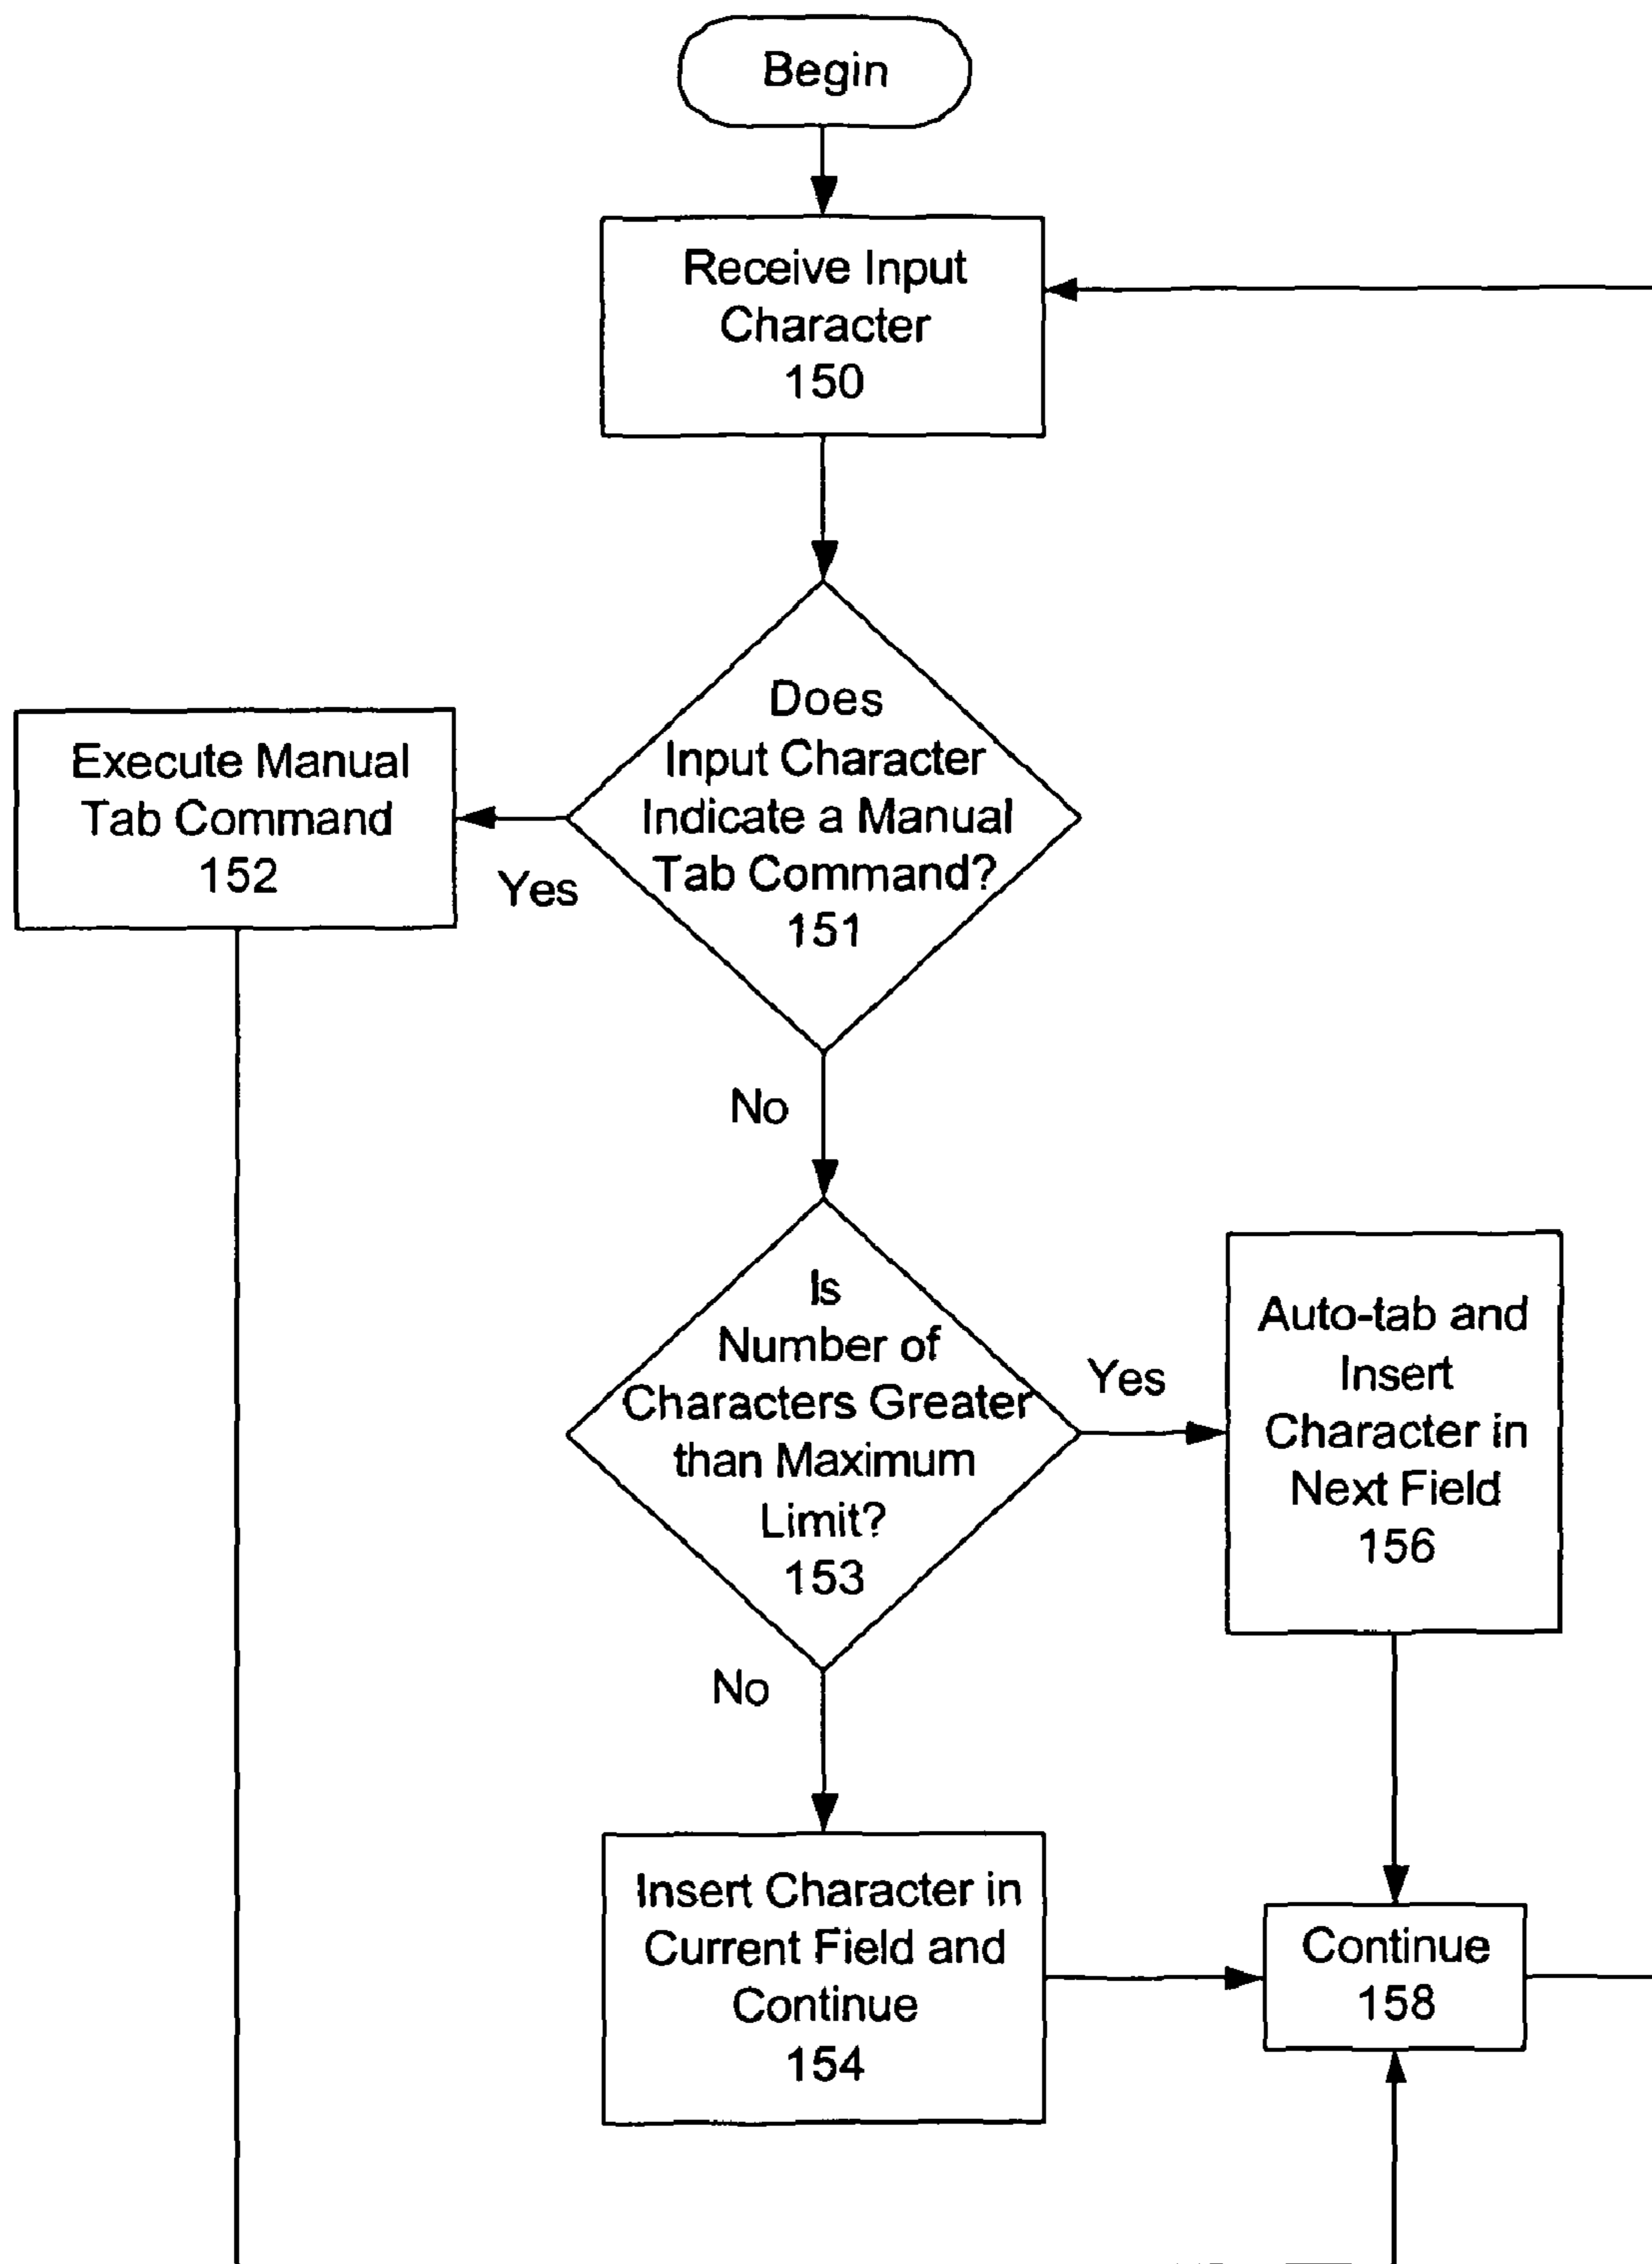 Begin
Receive Input
Character
150
Does
Input Character
Indicate a Manual
Tab Command?
151
Execute Manual
Tab Command
152
Yes
No
Is
Number of
Characters Greater
than Maximum
Limit?
153
Yes
Auto-tab and
Insert
Character in
Next Field
156
No
Insert Character in
Current Field and
Continue
154
Continue
158